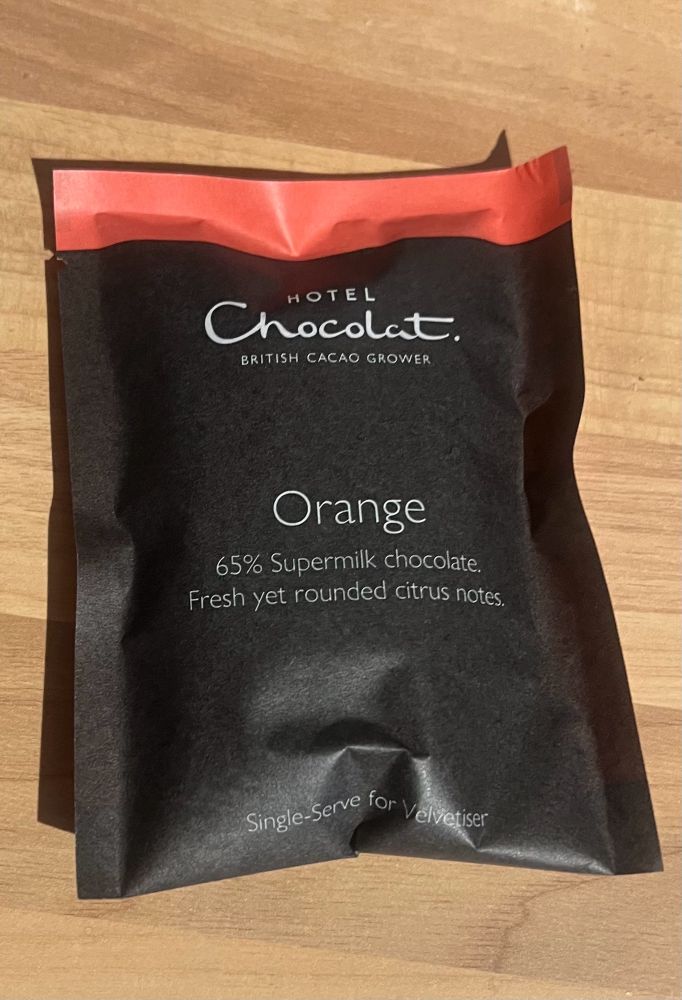 HOTEL
Chocolat.
BRITISH CACAO GROWER
Orange
65% Supermilk chocolate.
Fresh yet rounded citrus notes.
Single-Serve for Velvetiser